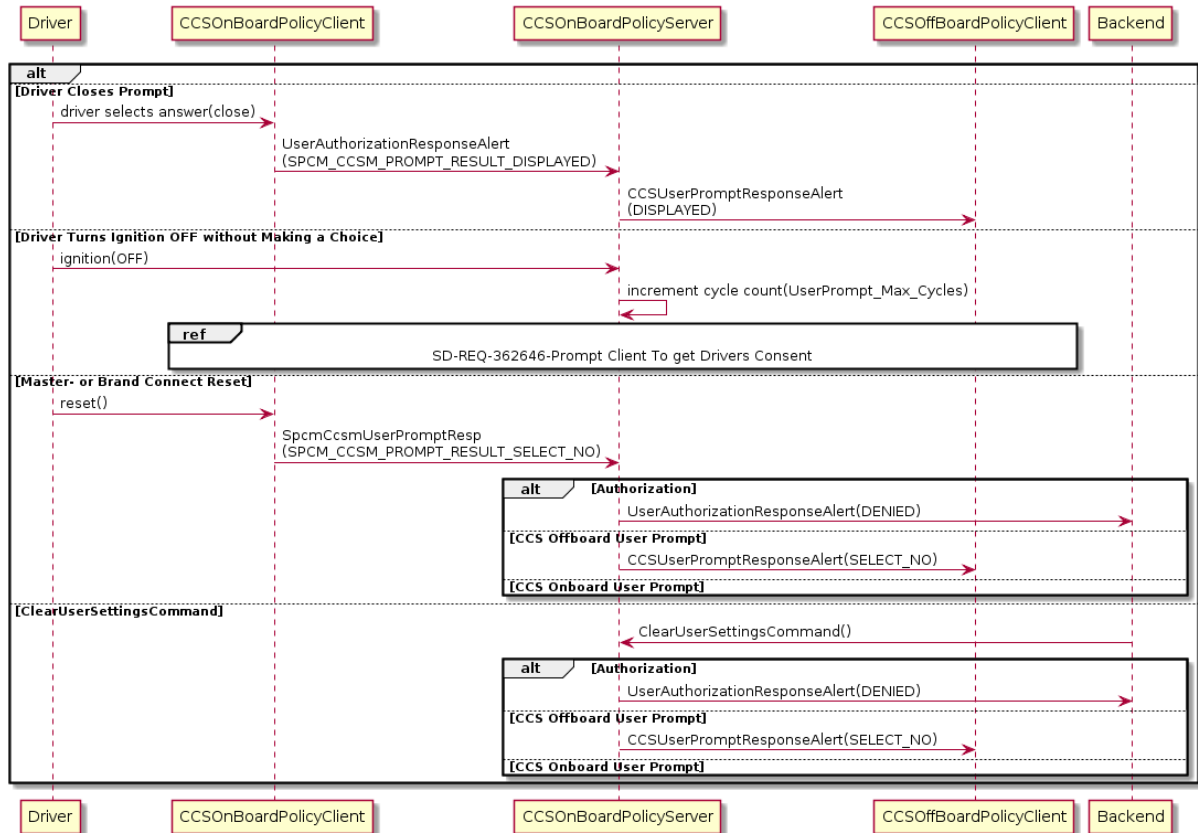 Driver
CCSOnBoardPolicyClient
CCSOnBoardPolicyServer
CCSOffBoardPolicyClient
Backend
alt
[Driver Closes Prompt]
driver selects answer(close)
UserAuthorizationResponseAlert
(SPCM_CCSM_PROMPT_RESULT_DISPLAYED)
CCSUserPromptResponseAlert
(DISPLAYED)
[Driver Turns Ignition OFF without Making a Choice]
ignition(OFF)
increment cycle count(UserPrompt_Max_Cycles)
ref
SD-REQ-362646-Prompt Client To get Drivers Consent
[Master- or Brand Connect Reset]
reset()
SpcmCcsmUserPromptResp
(SPCM_CCSM_PROMPT_RESULT_SELECT_NO)
alt
[Authorization]
UserAuthorizationResponseAlert(DENIED)
[CCS Offboard User Prompt]
CCSUserPromptResponseAlert(SELECT_NO)
[CCS Onboard User Prompt]
[ClearUserSettingsCommand]
ClearUserSettingsCommand()
alt
[Authorization]
UserAuthorizationResponseAlert(DENIED)
[CCS Offboard User Prompt]
CCSUserPromptResponseAlert(SELECT_NO)
[CCS Onboard User Prompt]
Driver
CCSOnBoardPolicyClient
CCSOnBoardPolicyServer
CCSOffBoardPolicyClient
Backend